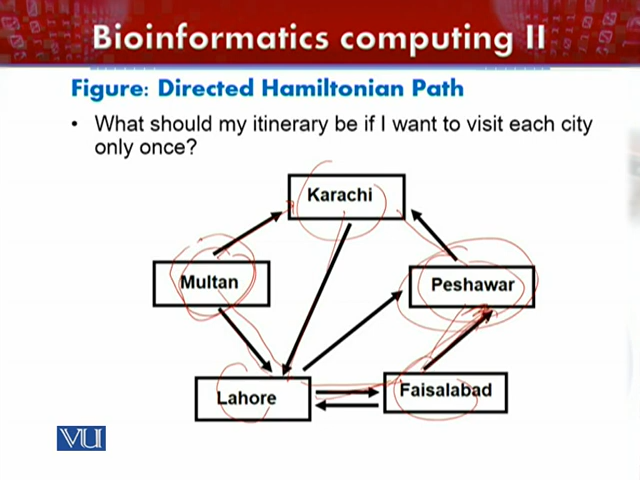 Bioinformatics computing II
Figure: Directed Hamiltonian Path
• What should my itinerary be if I want to visit each city
only once?
Karachi
Multan
Peshawar
Lahore
Faisalabad
VU